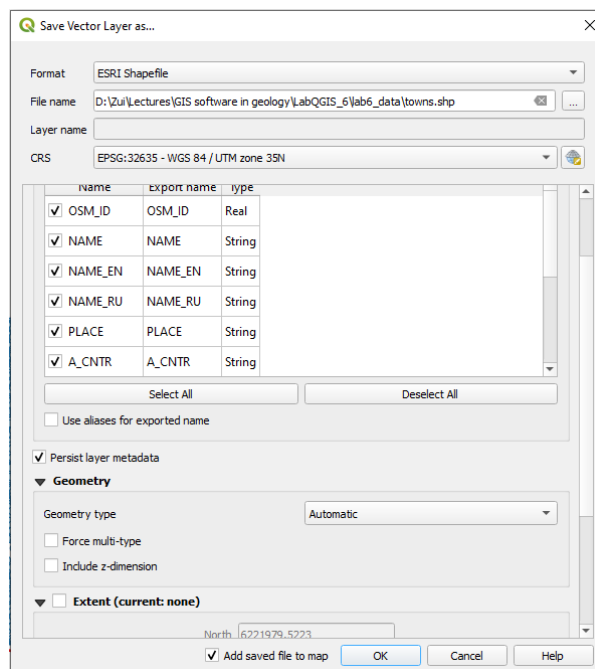 Save Vector Layer as...
Format ESRI Shapefile
File name D:\Zui\Lectures\GIS software in geology\LabQGIS_6\lab6_data\towns.shp ...
Layer name
CRS EPSG:32635 - WGS 84 / UTM zone 35N
Name Export name Type
OSM_ID OSM_ID Real
NAME NAME String
NAME_EN NAME_EN String
NAME_RU NAME_RU String
PLACE PLACE String
A_CNTR A_CNTR String
Select All Deselect All
Use aliases for exported name
Persist layer metadata
Geometry
Geometry type Automatic
Force multi-type
Include z-dimension
Extent (current: none)
North 6221979.5223
Add saved file to map OK Cancel Help